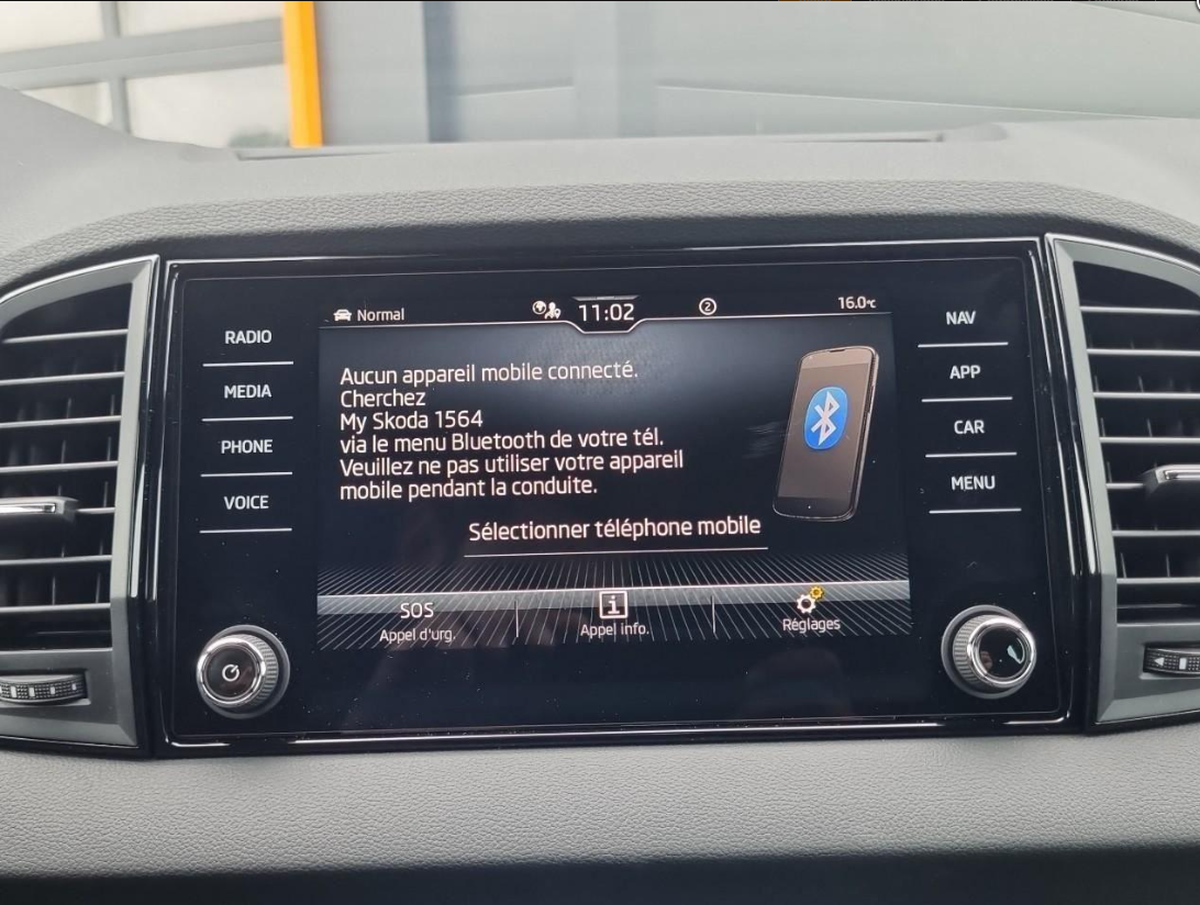 Normal
11:02
2
16.0°C
RADIO
MEDIA
PHONE
VOICE
Aucun appareil mobile connecté.
Cherchez
My Skoda 1564
via le menu Bluetooth de votre tél.
Veuillez ne pas utiliser votre appareil
mobile pendant la conduite.
Sélectionner téléphone mobile
SOS
Appel d'urg.
i
Appel info.
Réglages
NAV
APP
CAR
MENU